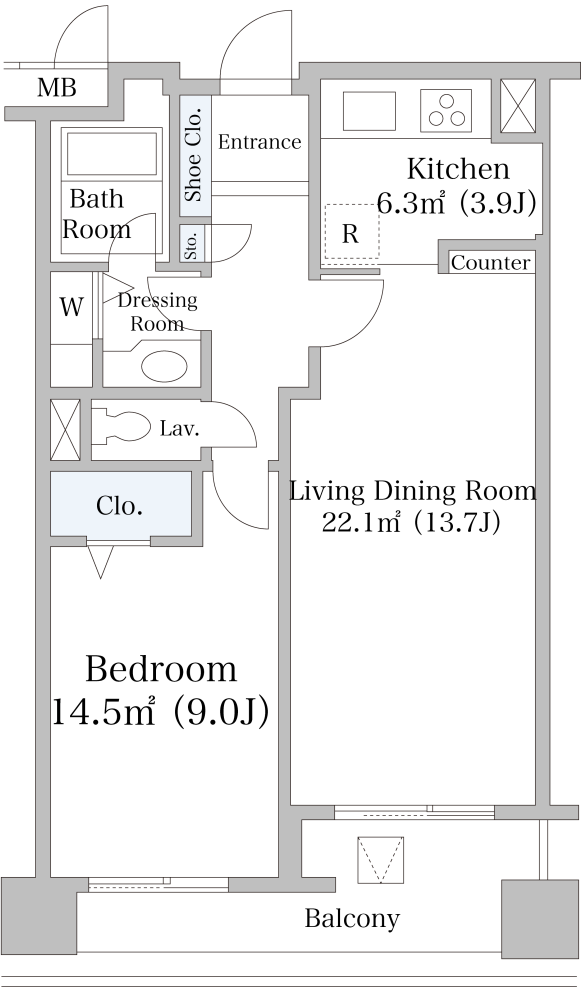 MB
Shoe Clo.
Entrance
Kitchen
6.3㎡ (3.9J)
Bath
Room
Sto.
R
Counter
W
Dressing
Room
Lav.
Clo.
Living Dining Room
22.1㎡ (13.7J)
Bedroom
14.5㎡ (9.0J)
Balcony